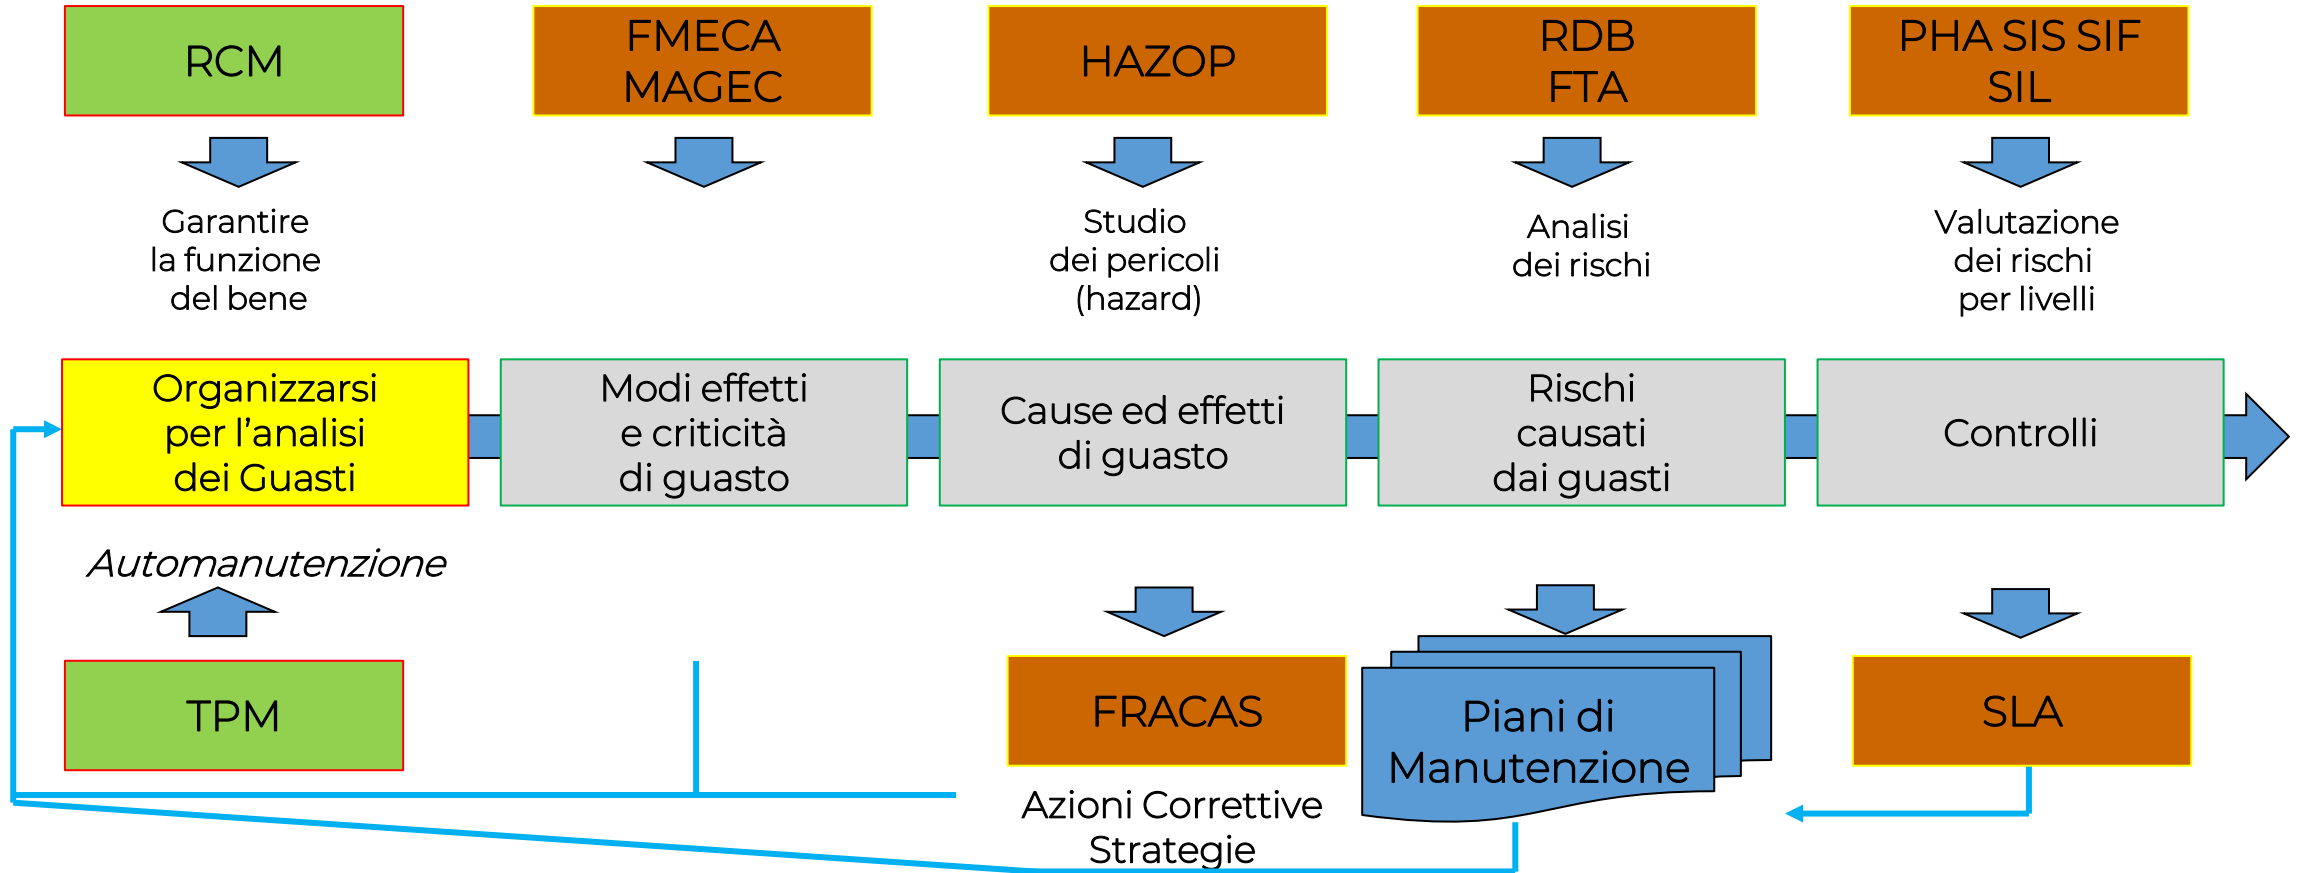 RCM
FMECA
MAGEC
HAZOP
RDB
FTA
PHA SIS SIF
SIL
Garantire
la funzione
del bene
Studio
dei pericoli
(hazard)
Analisi
dei rischi
Valutazione
dei rischi
per livelli
Organizzarsi
per l'analisi
dei Guasti
Modi effetti
e criticità
di guasto
Cause ed effetti
di guasto
Rischi
causati
dai guasti
Controlli
Automanutenzione
TPM
FRACAS
Piani di
Manutenzione
SLA
Azioni Correttive
Strategie